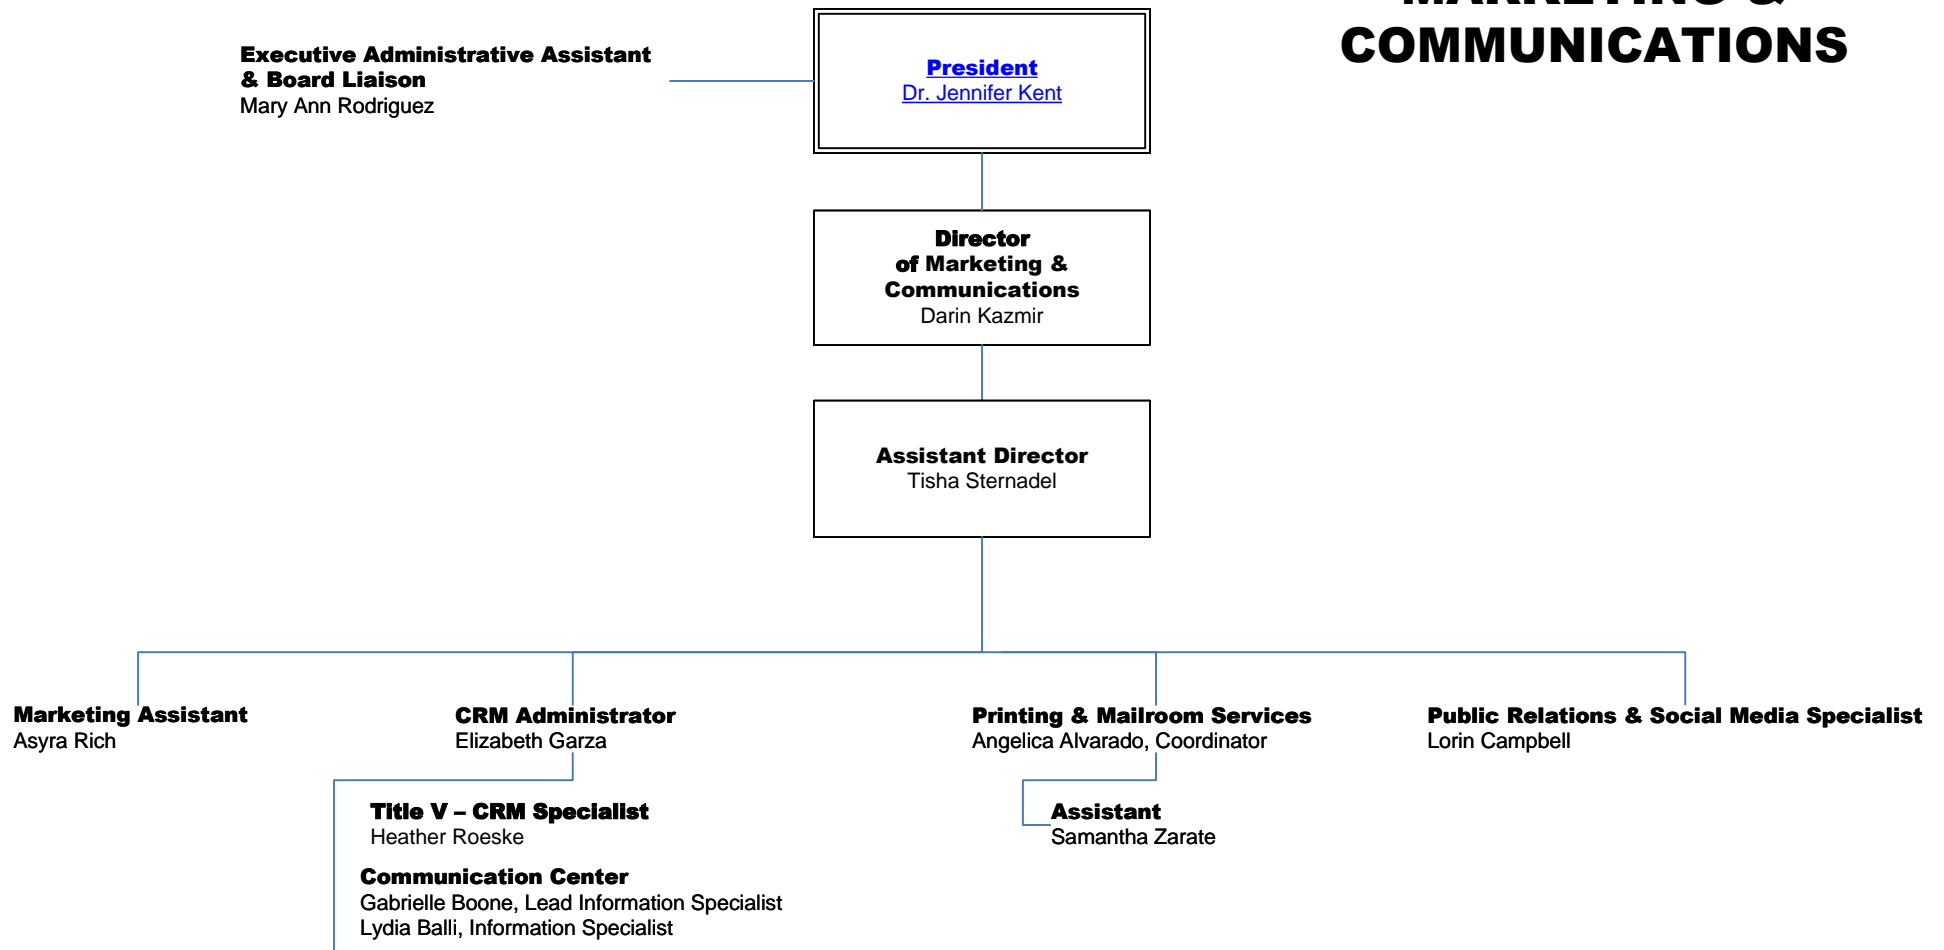 MARKETING &
COMMUNICATIONS
Executive Administrative Assistant
& Board Liaison
Mary Ann Rodriguez
President
Dr. Jennifer Kent
Director
of Marketing &
Communications
Darin Kazmir
Assistant Director
Tisha Sternadel
Marketing Assistant
Asyra Rich
CRM Administrator
Elizabeth Garza
Title V – CRM Specialist
Heather Roeske
Communication Center
Gabrielle Boone, Lead Information Specialist
Lydia Balli, Information Specialist
Printing & Mailroom Services
Angelica Alvarado, Coordinator
Assistant
Samantha Zarate
Public Relations & Social Media Specialist
Lorin Campbell